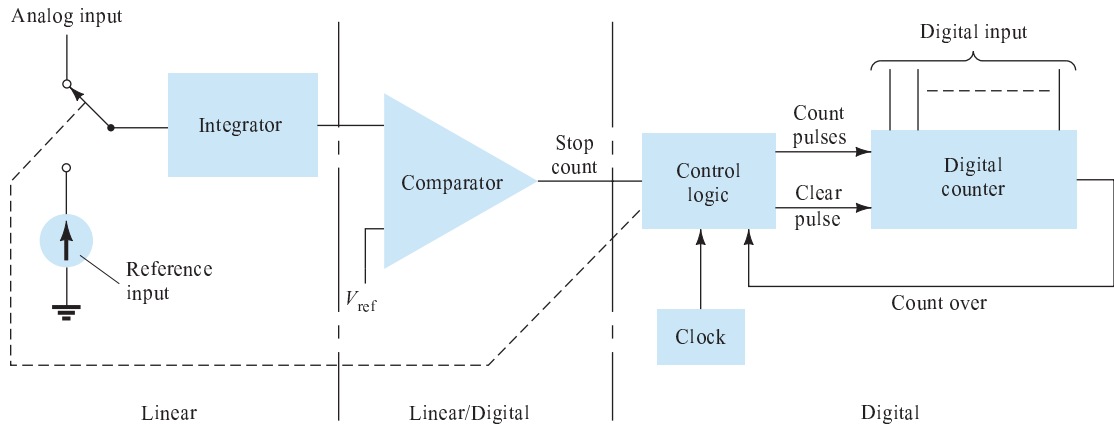 Analog input
Digital input
Integrator
Count
pulses
Stop
count
Comparator
Control
logic
Digital
counter
Clear
pulse
Reference
input
Vref
Count over
Clock
Linear
Linear/Digital
Digital